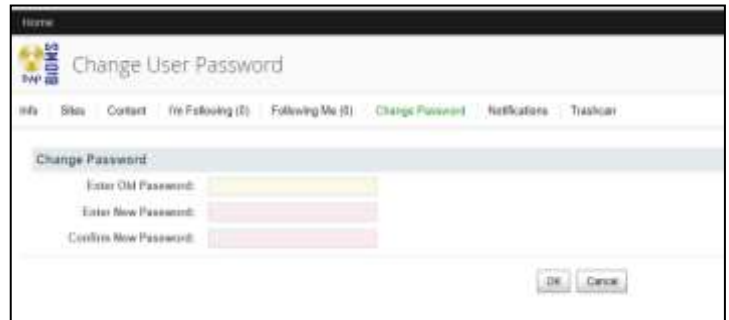 Home
BIDMS
Change User Password
Info Sites Content I'm Following (0) Following Me (0) Change Password Notifications Trashcan
Change Password
Enter Old Password:
Enter New Password:
Confirm New Password:
OK Cancel